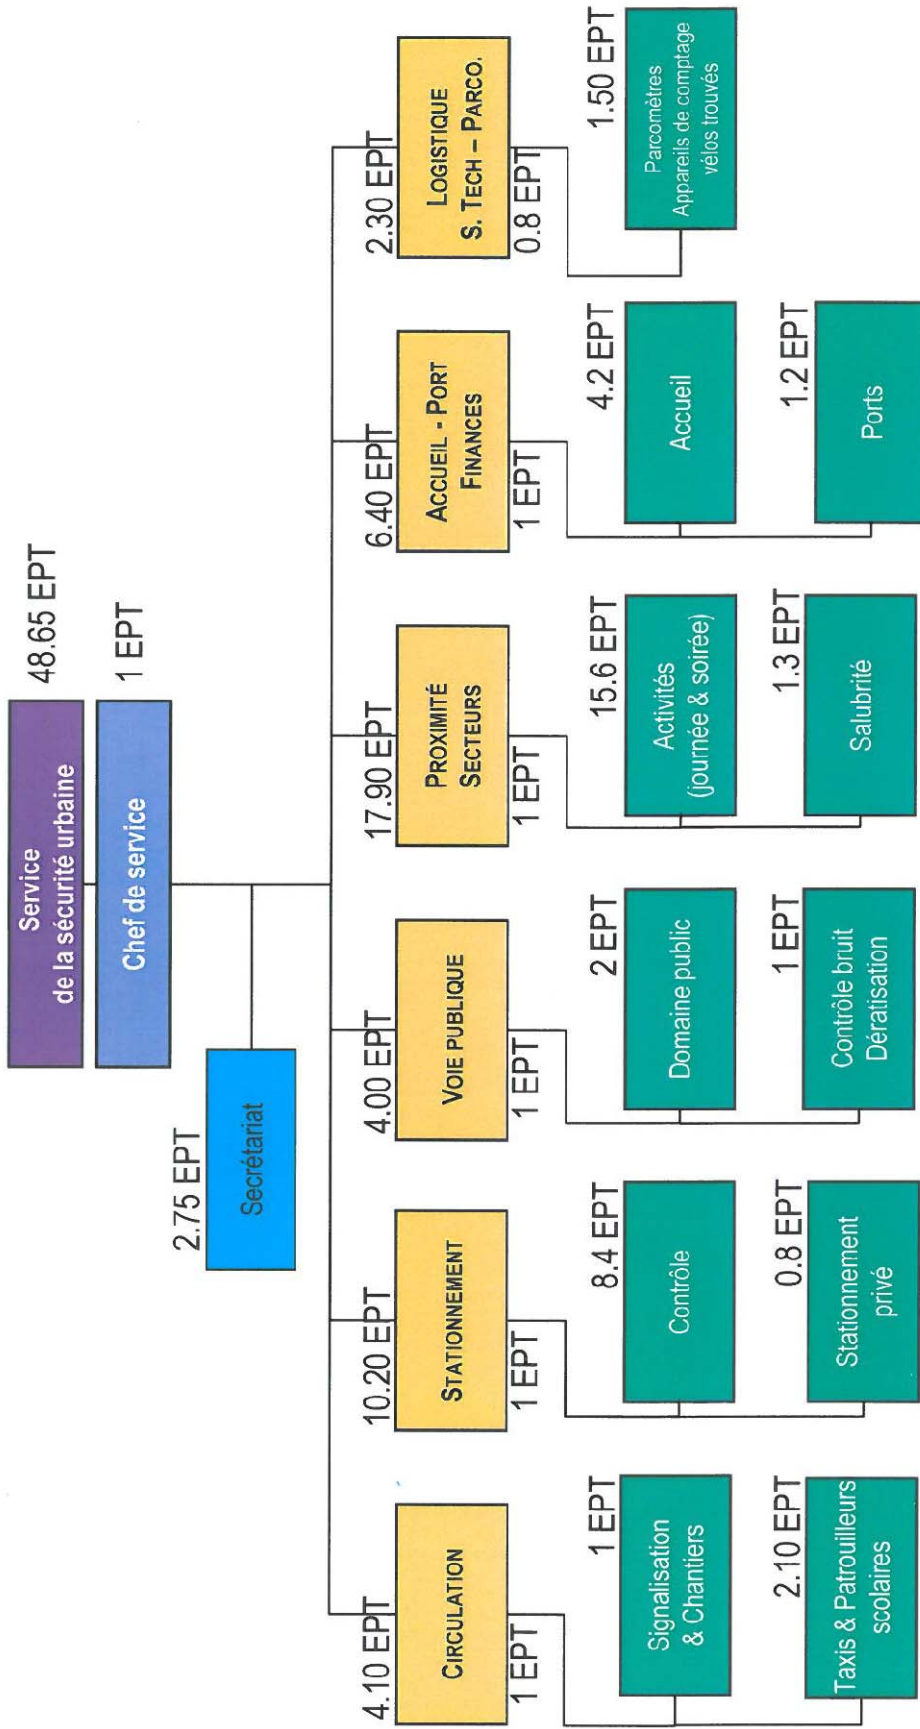 Service
de la sécurité urbaine
48.65 EPT
Chef de service
1 EPT
2.75 EPT
Secrétariat
4.10 EPT
CIRCULATION
1 EPT
1 EPT
Signalisation
& Chantiers
2.10 EPT
Taxis & Patrouilleurs
scolaires
10.20 EPT
STATIONNEMENT
1 EPT
8.4 EPT
Contrôle
0.8 EPT
Stationnement
privé
4.00 EPT
VOIE PUBLIQUE
1 EPT
2 EPT
Domaine public
1 EPT
Contrôle bruit
Dératisation
17.90 EPT
PROXIMITÉ
SECTEURS
1 EPT
15.6 EPT
Activités
(journée & soirée)
1.3 EPT
Salubrité
6.40 EPT
ACCUEIL - PORT
FINANCES
1 EPT
4.2 EPT
Accueil
1.2 EPT
Ports
2.30 EPT
LOGISTIQUE
S. TECH – PARCO.
0.8 EPT
1.50 EPT
Parcomètres
Appareils de comptage
vélos trouvés